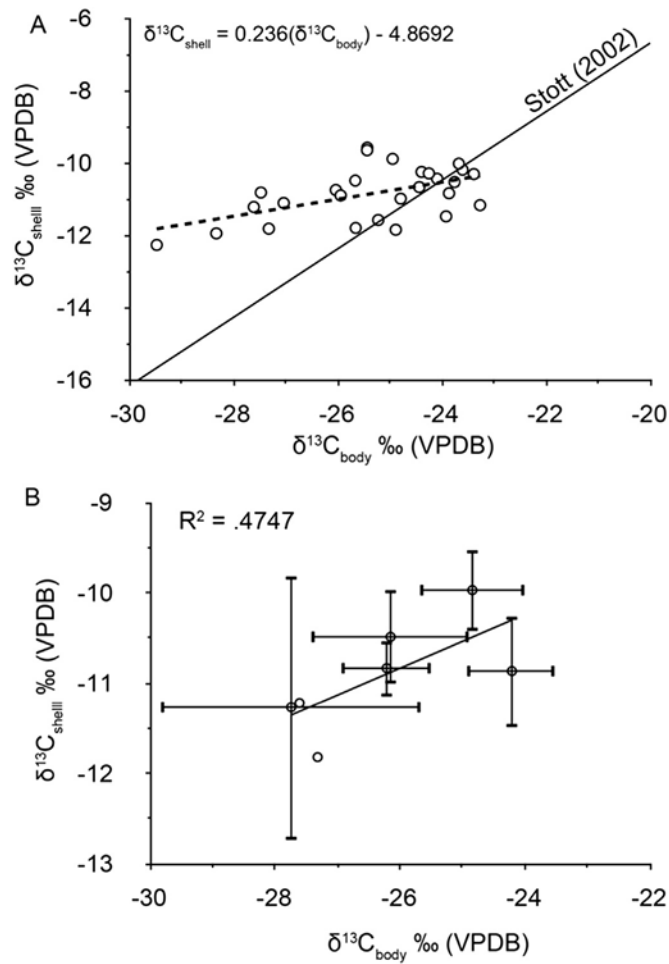 A
δ¹³C_shell = 0.236(δ¹³C_body) - 4.8692
Stott (2002)
-6
-8
-10
-12
-14
-16
δ¹³C_shelll ‰ (VPDB)
-30 -28 -26 -24 -22 -20
δ¹³C_body ‰ (VPDB)
B
R² = .4747
-9
-10
-11
-12
-13
δ¹³C_shelll ‰ (VPDB)
-30 -28 -26 -24 -22
δ¹³C_body ‰ (VPDB)